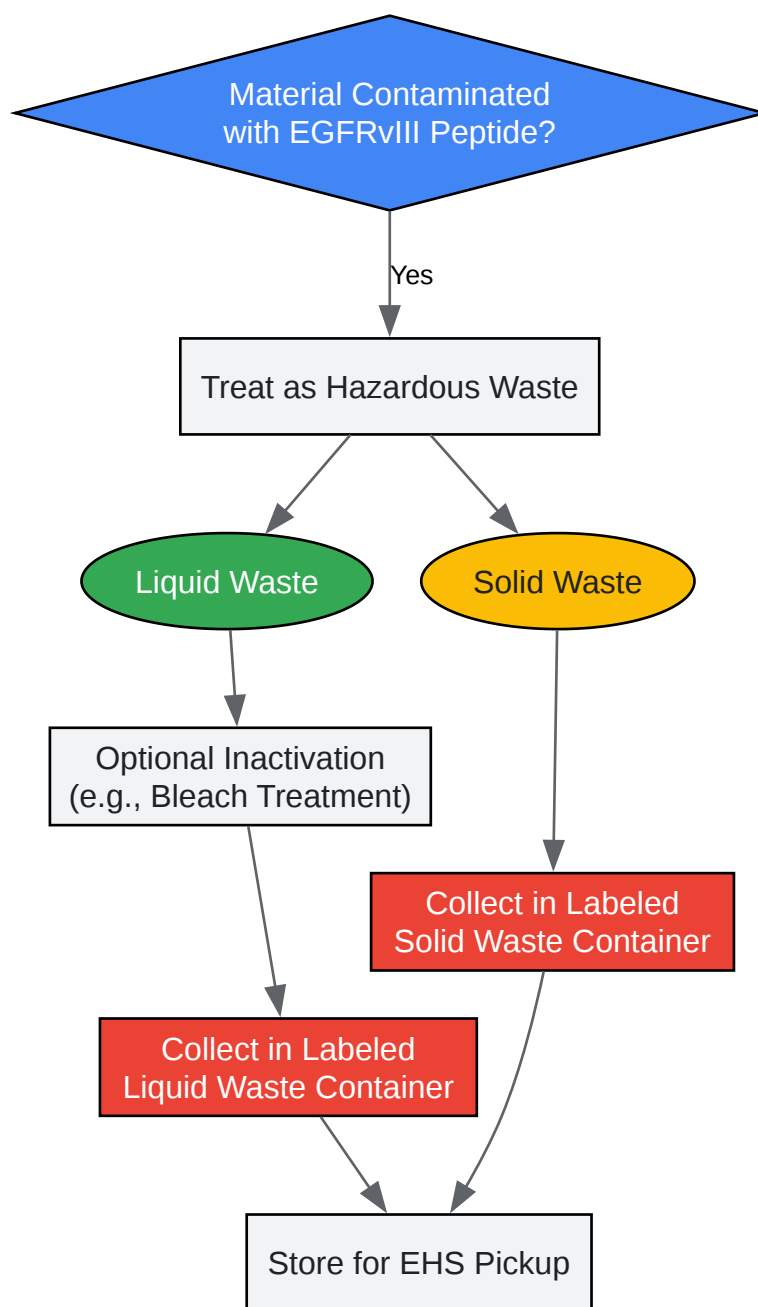 Material Contaminated
with EGFRvIII Peptide?
Yes
Treat as Hazardous Waste
Liquid Waste
Solid Waste
Optional Inactivation
(e.g., Bleach Treatment)
Collect in Labeled
Solid Waste Container
Collect in Labeled
Liquid Waste Container
Store for EHS Pickup